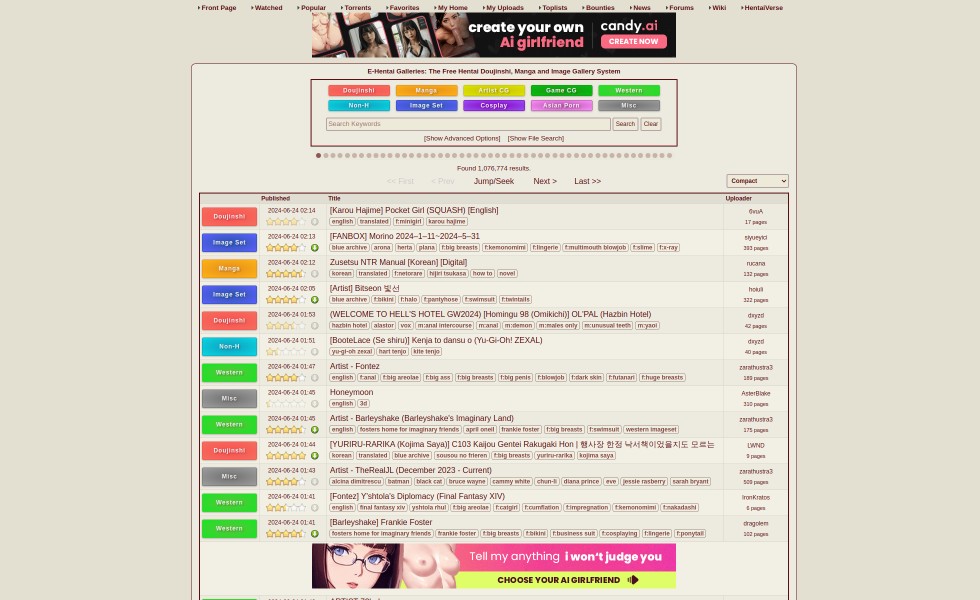 Front Page Watched Popular Torrents Favorites My Home My Uploads Toplists Bounties News Forums Wiki HentaiVerse
create your own
Ai girlfriend
candy.ai
CREATE NOW
E-Hentai Galleries: The Free Hentai Doujinshi, Manga and Image Gallery System
Doujinshi Manga Artist CG Game CG Western
Non-H Image Set Cosplay Asian Porn Misc
Search Keywords Search Clear
[Show Advanced Options] [Show File Search]
Found 1,076,774 results.
<< First < Prev Jump/Seek Next > Last >> Compact
Published Title Uploader
Doujinshi 2024-06-24 02:14 [Karou Hajime] Pocket Girl (SQUASH) [English] 6vuA
english translated f:minigirl karou hajime 17 pages
Image Set 2024-06-24 02:13 [FANBOX] Morino 2024–1–11~2024–5–31 siyueyici
blue archive arona herta plana f:big breasts f:kemonomimi f:lingerie f:multimouth blowjob f:slime f:x-ray 393 pages
Manga 2024-06-24 02:12 Zusetsu NTR Manual [Korean] [Digital] rucana
korean translated f:netorare hijiri tsukasa how to novel 132 pages
Image Set 2024-06-24 02:05 [Artist] Bitseon 빛선 hoiuli
blue archive f:bikini f:halo f:pantyhose f:swimsuit f:twintails 322 pages
Doujinshi 2024-06-24 01:53 (WELCOME TO HELL'S HOTEL GW2024) [Homingu 98 (Omikichi)] OL'PAL (Hazbin Hotel) dxyzd
hazbin hotel alastor vox m:anal intercourse m:anal m:demon m:males only m:unusual teeth m:yaoi 42 pages
Non-H 2024-06-24 01:51 [BooteLace (Se shiru)] Kenja to dansu o (Yu-Gi-Oh! ZEXAL) dxyzd
yu-gi-oh zexal hart tenjo kite tenjo 40 pages
Western 2024-06-24 01:47 Artist - Fontez zarathustra3
english f:anal f:big areolae f:big ass f:big breasts f:big penis f:blowjob f:dark skin f:futanari f:huge breasts 189 pages
Misc 2024-06-24 01:45 Honeymoon AsterBlake
english 3d 310 pages
Western 2024-06-24 01:45 Artist - Barleyshake (Barleyshake's Imaginary Land) zarathustra3
english fosters home for imaginary friends april oneil frankie foster f:big breasts f:swimsuit western imageset 175 pages
Doujinshi 2024-06-24 01:44 [YURIRU-RARIKA (Kojima Saya)] C103 Kaijou Gentei Rakugaki Hon | 행사장 한정 낙서책이었을지도 모르는 LWND
korean translated blue archive sousou no frieren f:big breasts yuriru-rarika kojima saya 9 pages
Misc 2024-06-24 01:43 Artist - TheRealJL (December 2023 - Current) zarathustra3
alcina dimitrescu batman black cat bruce wayne cammy white chun-li diana prince eve jessie rasberry sarah bryant 509 pages
Western 2024-06-24 01:41 [Fontez] Y'shtola's Diplomacy (Final Fantasy XIV) IronKratos
english final fantasy xiv yshtola rhul f:big areolae f:catgirl f:cumflation f:impregnation f:kemonomimi f:nakadashi 6 pages
Western 2024-06-24 01:41 [Barleyshake] Frankie Foster dragolem
fosters home for imaginary friends frankie foster f:big breasts f:bikini f:business suit f:cosplaying f:lingerie f:ponytail 102 pages
Tell my anything i won't judge you
CHOOSE YOUR AI GIRLFRIEND